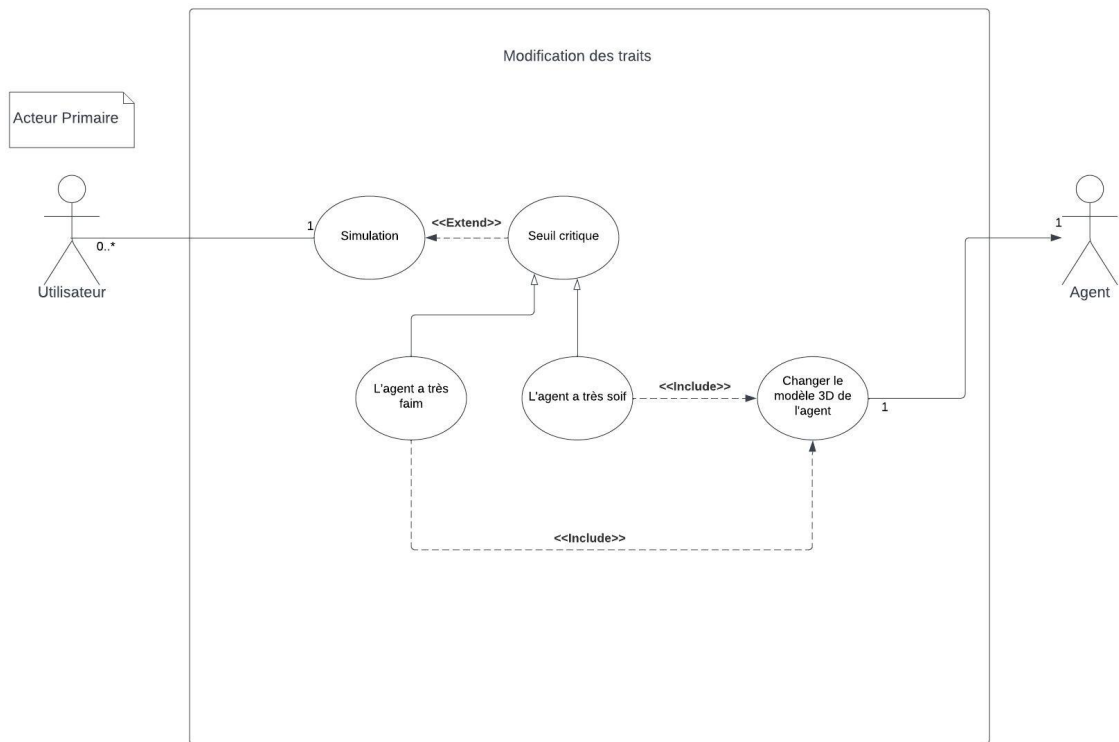 Modification des traits
Acteur Primaire
Utilisateur
0..*
1
Simulation
<<Extend>>
Seuil critique
1
Agent
L'agent a très
faim
L'agent a très soif
<<Include>>
Changer le
modèle 3D de
l'agent
1
<<Include>>